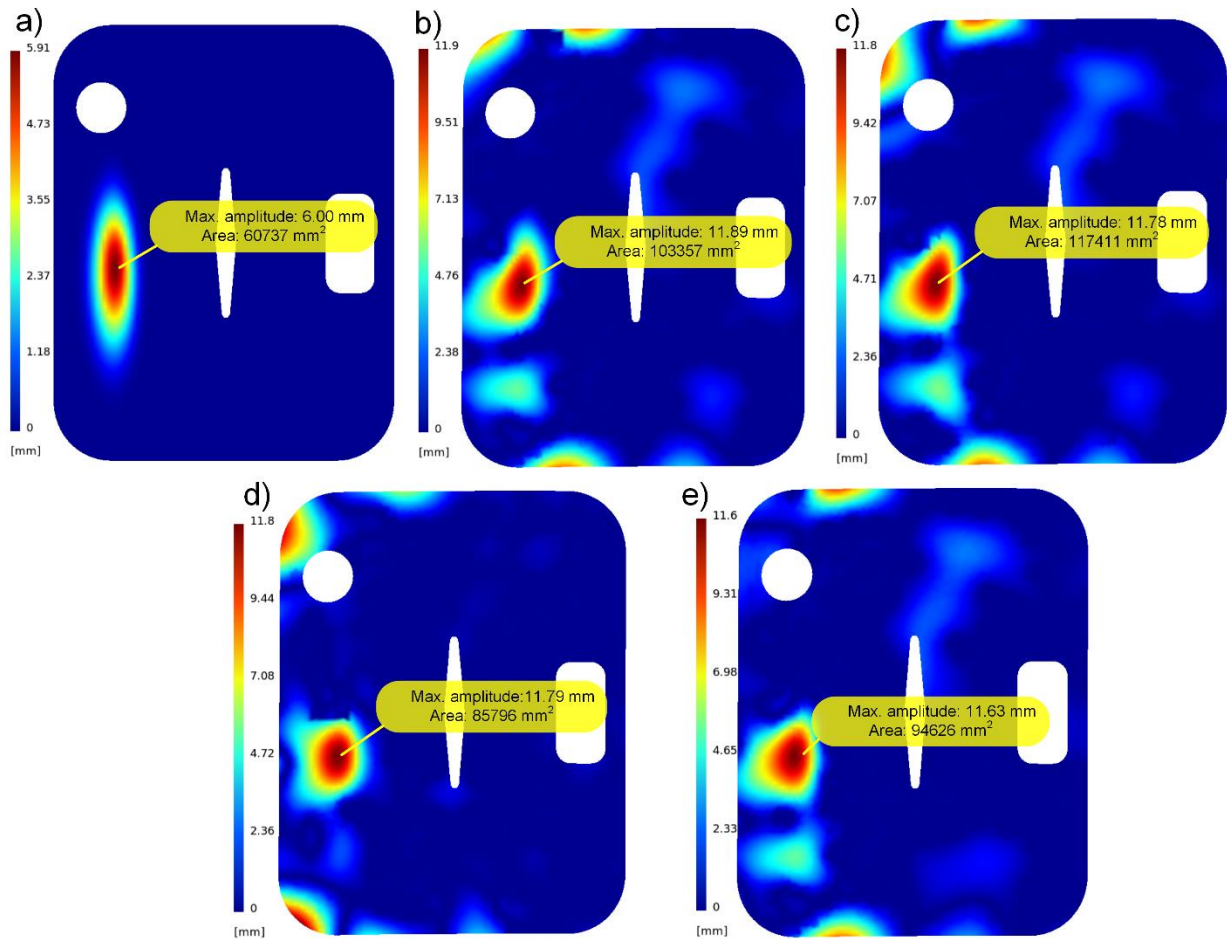 a)
5.91
4.73
3.55
2.37
1.18
0
[mm]
Max. amplitude: 6.00 mm
Area: 60737 mm²
b)
11.9
9.51
7.13
4.76
2.38
0
[mm]
Max. amplitude: 11.89 mm
Area: 103357 mm²
c)
11.8
9.42
7.07
4.71
2.36
0
[mm]
Max. amplitude: 11.78 mm
Area: 117411 mm²
d)
11.8
9.44
7.08
4.72
2.36
0
[mm]
Max. amplitude:11.79 mm
Area: 85796 mm²
e)
11.6
9.31
6.98
4.65
2.33
0
[mm]
Max. amplitude: 11.63 mm
Area: 94626 mm²